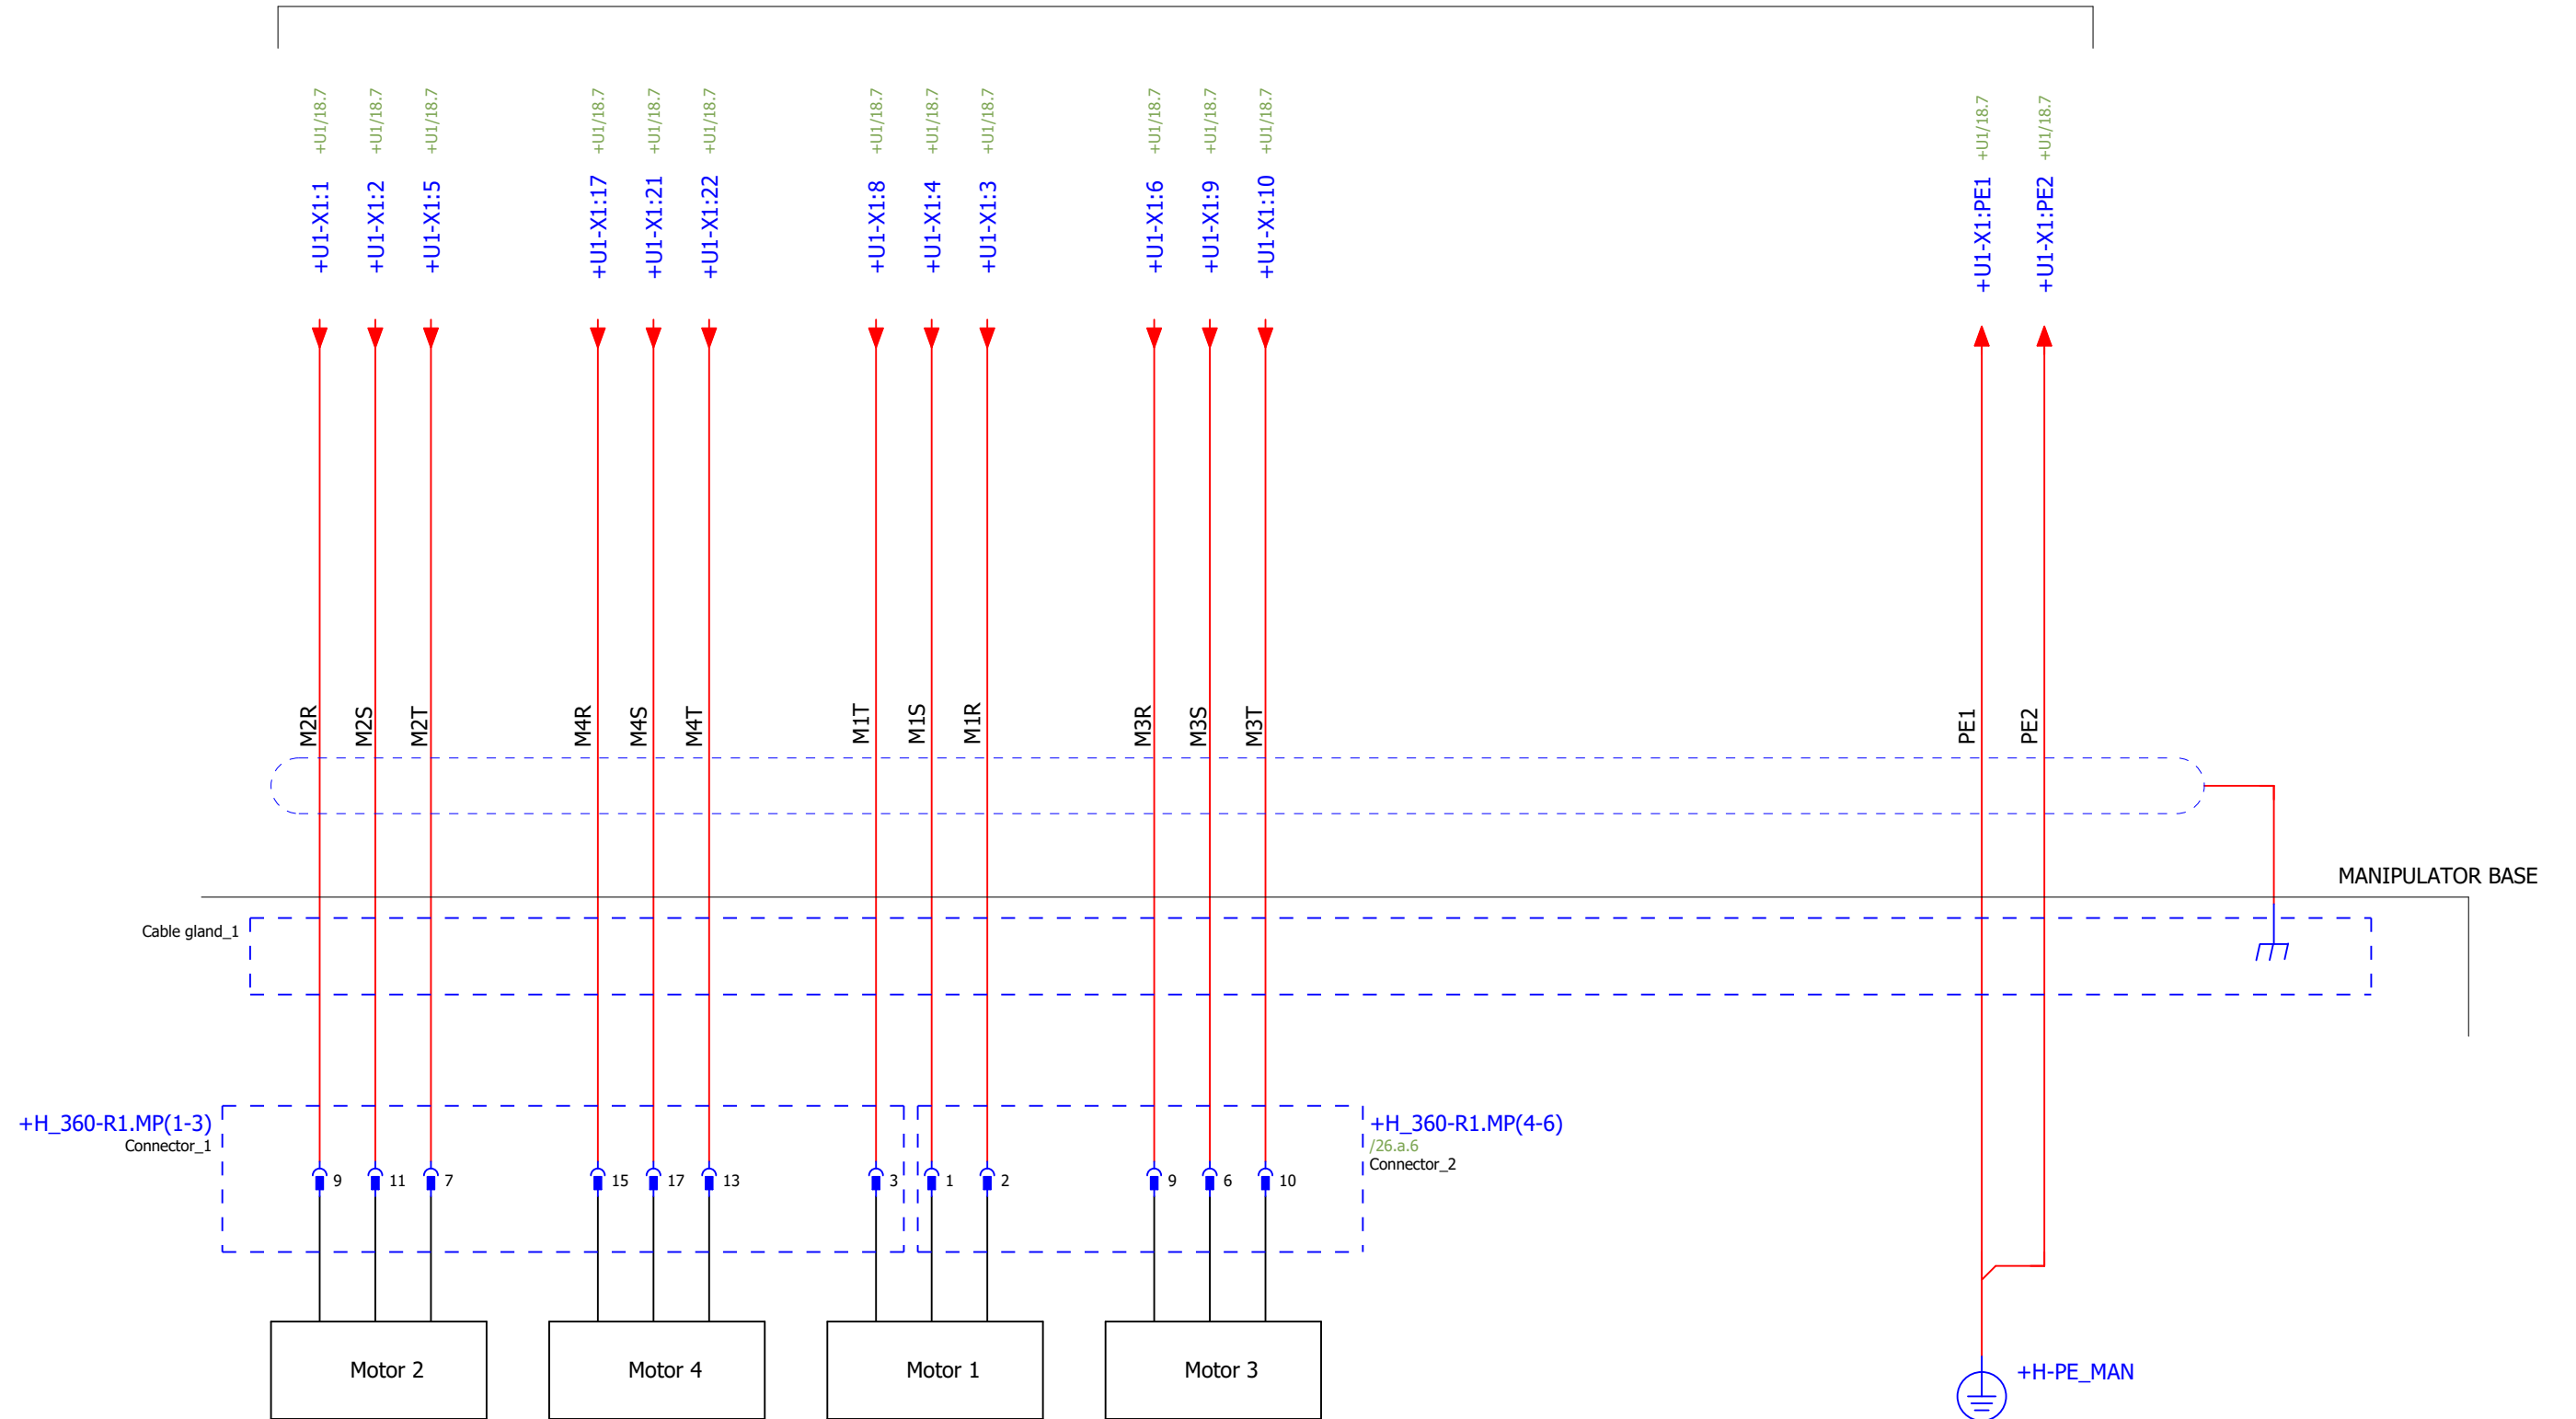 +U1/18.7
+U1/18.7
+U1/18.7
+U1/18.7
+U1/18.7
+U1/18.7
+U1/18.7
+U1/18.7
+U1/18.7
+U1/18.7
+U1/18.7
+U1/18.7
+U1/18.7
+U1/18.7
+U1-X1:1
+U1-X1:2
+U1-X1:5
+U1-X1:17
+U1-X1:21
+U1-X1:22
+U1-X1:8
+U1-X1:4
+U1-X1:3
+U1-X1:6
+U1-X1:9
+U1-X1:10
+U1-X1:PE1
+U1-X1:PE2
M2R
M2S
M2T
M4R
M4S
M4T
M1T
M1S
M1R
M3R
M3S
M3T
PE1
PE2
MANIPULATOR BASE
Cable gland_1
+H_360-R1.MP(1-3)
Connector_1
+H_360-R1.MP(4-6)
/26.a.6
Connector_2
9
11
7
15
17
13
3
1
2
9
6
10
Motor 2
Motor 4
Motor 1
Motor 3
+H-PE_MAN